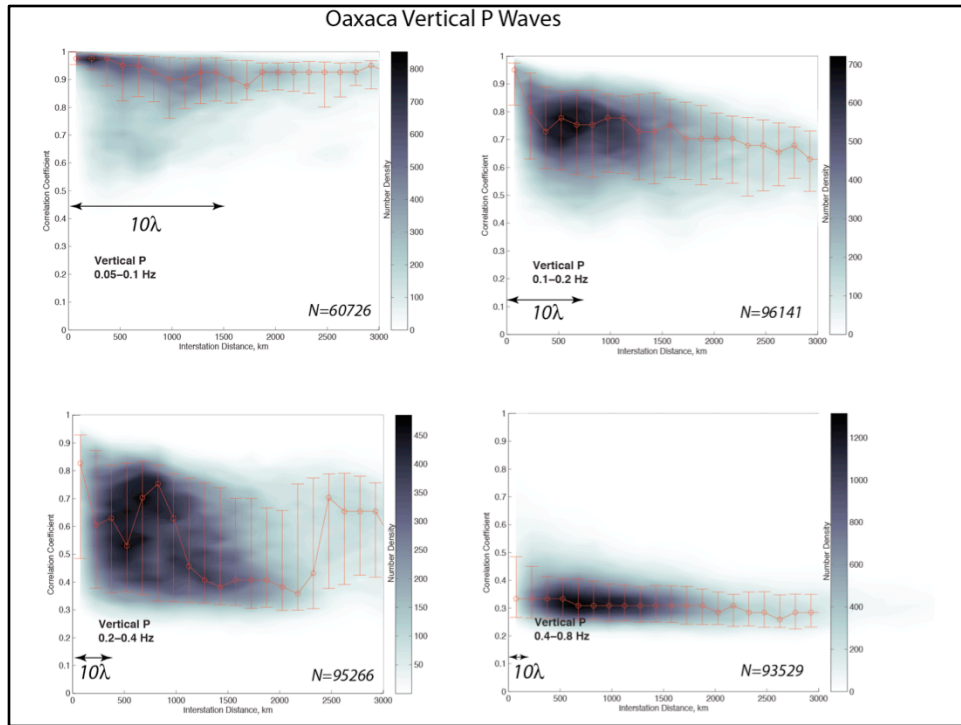 Oaxaca Vertical P Waves
1
0.9
0.8
0.7
0.6
0.5
0.4
0.3
0.2
0.1
0
Correlation Coefficient
10λ
Vertical P
0.05–0.1 Hz
N=60726
0 500 1000 1500 2000 2500 3000
Interstation Distance, km
800
700
600
500
400
300
200
100
0
Number Density
1
0.9
0.8
0.7
0.6
0.5
0.4
0.3
0.2
0.1
0
Correlation Coefficient
Vertical P
0.1–0.2 Hz
10λ
N=96141
0 500 1000 1500 2000 2500 3000
Interstation Distance, km
700
600
500
400
300
200
100
0
Number Density
1
0.9
0.8
0.7
0.6
0.5
0.4
0.3
0.2
0.1
0
Correlation Coefficient
Vertical P
0.2–0.4 Hz
10λ
N=95266
0 500 1000 1500 2000 2500 3000
Interstation Distance, km
450
400
350
300
250
200
150
100
50
Number Density
1
0.9
0.8
0.7
0.6
0.5
0.4
0.3
0.2
0.1
0
Correlation Coefficient
Vertical P
0.4–0.8 Hz
10λ
N=93529
0 500 1000 1500 2000 2500 3000
Interstation Distance, km
1200
1000
800
600
400
200
0
Number Density